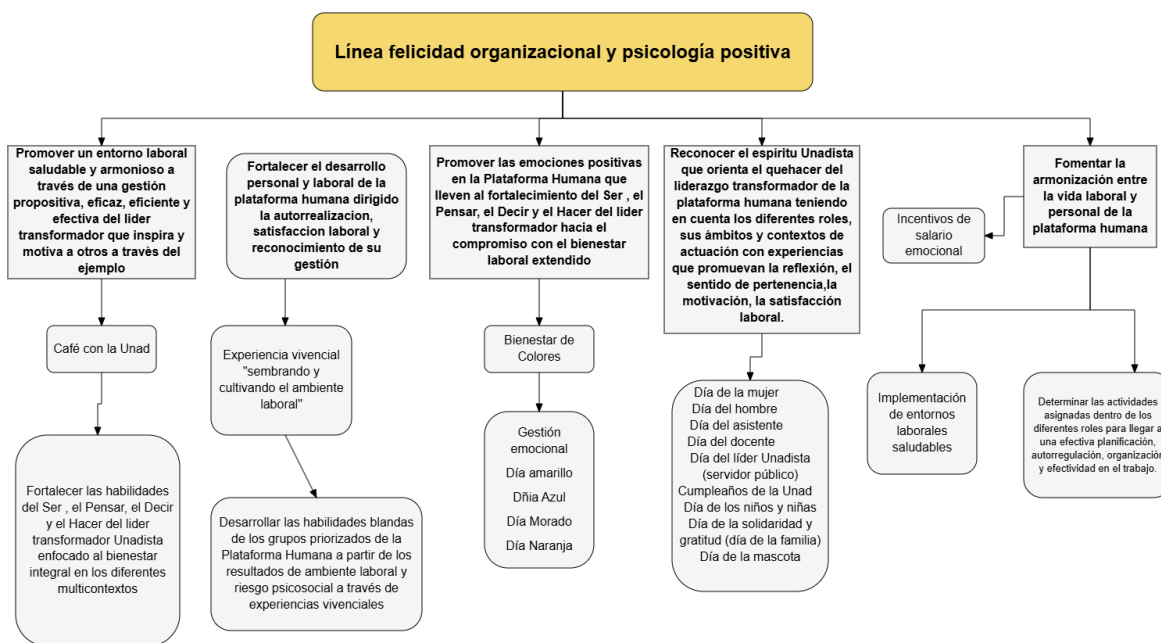 Línea felicidad organizacional y psicología positiva
Promover un entorno laboral
saludable y armonioso a
través de una gestión
propositiva, eficaz, eficiente y
efectiva del lider
transformador que inspira y
motiva a otros a travès del
ejemplo
Café con la Unad
Fortalecer las habilidades
del Ser , el Pensar, el Decir
y el Hacer del lider
transformador Unadista
enfocado al bienestar
integral en los diferentes
multicontextos
Fortalecer el desarrollo
personal y laboral de la
plataforma humana dirigido
la autorrealizacion,
satisfaccion laboral y
reconocimiento de su
gestión
Experiencia vivencial
"sembrando y
cultivando el ambiente
laboral"
Desarrollar las habilidades blandas
de los grupos priorizados de la
Plataforma Humana a partir de los
resultados de ambiente laboral y
riesgo psicosocial a través de
experiencias vivenciales
Promover las emociones positivas
en la Plataforma Humana que
lleven al fortalecimiento del Ser , el
Pensar, el Decir y el Hacer del lider
transformador hacia el
compromiso con el bienestar
laboral extendido
Bienestar de
Colores
Gestión
emocional
Día amarillo
Dñia Azul
Día Morado
Día Naranja
Reconocer el espíritu Unadista
que orienta el quehacer del
liderazgo transformador de la
plataforma humana teniendo
en cuenta los diferentes roles,
sus ámbitos y contextos de
actuación con experiencias
que promuevan la reflexión, el
sentido de pertenencia,la
motivación, la satisfacción
laboral.
Día de la mujer
Día del hombre
Día del asistente
Día del docente
Día del líder Unadista
(servidor público)
Cumpleaños de la Unad
Día de los niños y niñas
Día de la solidaridad y
gratitud (día de la familia)
Día de la mascota
Fomentar la
armonización entre
la vida laboral y
personal de la
plataforma humana
Incentivos de
salario
emocional
Implementación
de entornos
laborales
saludables
Determinar las actividades
asignadas dentro de los
diferentes roles para llegar a
una efectiva planificación,
autorregulación, organización
y efectividad en el trabajo.